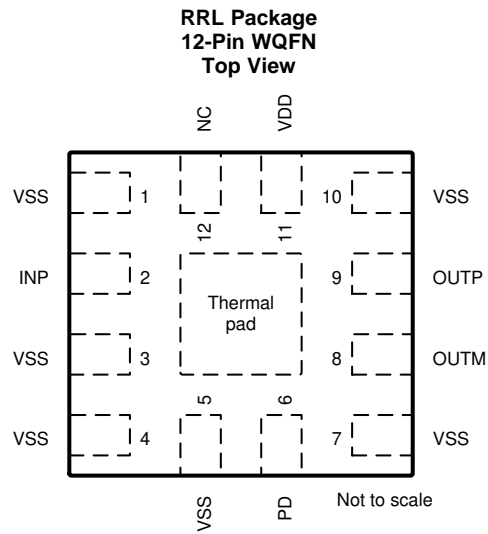 RRL Package
12-Pin WQFN
Top View
NC
VDD
VSS
1
10
VSS
12
11
INP
2
9
OUTP
Thermal
pad
VSS
3
8
OUTM
5
6
VSS
4
7
VSS
VSS
PD
Not to scale